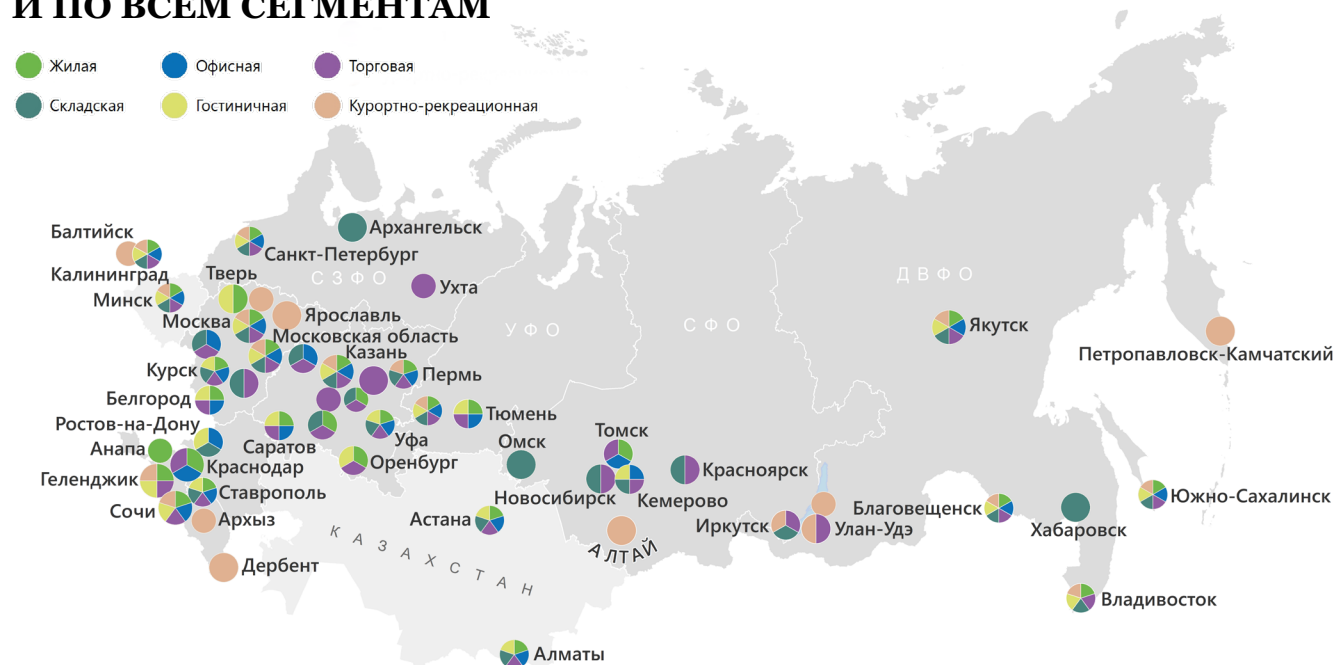 И ПО ВСЕМ СЕГМЕНТАМ
Жилая
Офисная
Торговая
Складская
Гостиничная
Курортно-рекреационная
Балтийск
Калининград
Минск
Санкт-Петербург
Архангельск
СЗФО
Ухта
Тверь
Ярославль
Москва
Московская область
Казань
Курск
Пермь
Белгород
Ростов-на-Дону
Тюмень
УФО
СФО
ДВФО
Якутск
Петропавловск-Камчатский
Анапа
Саратов
Уфа
Краснодар
Оренбург
Омск
Томск
Геленджик
Ставрополь
Новосибирск
Кемерово
Красноярск
Сочи
Архыз
Астана
АЛТАЙ
Иркутск
Улан-Удэ
Благовещенск
Хабаровск
Южно-Сахалинск
КАЗАХСТАН
Дербент
Владивосток
Алматы